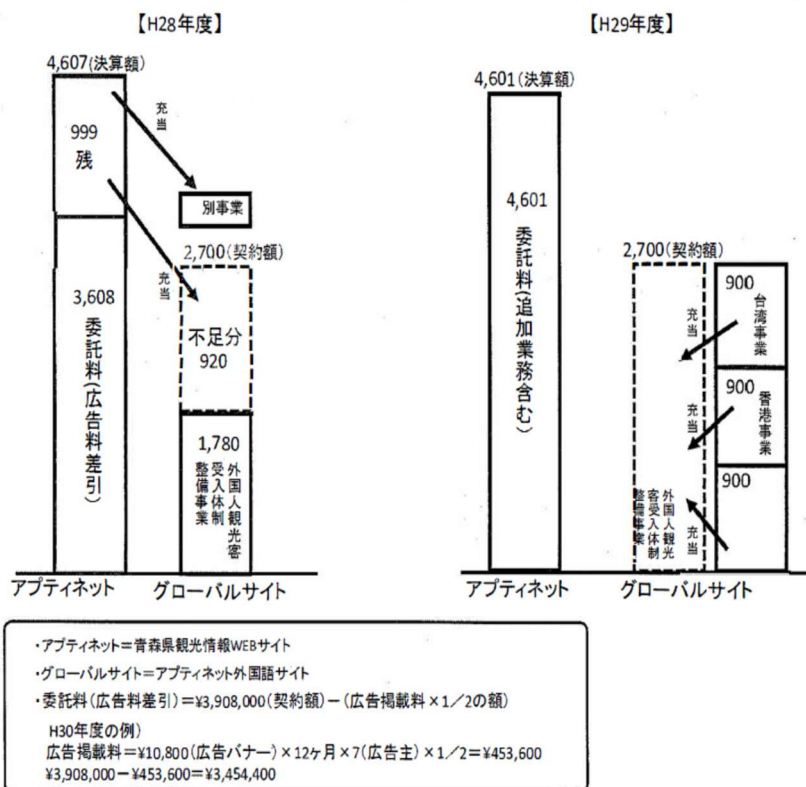 【H28年度】
4,607(決算額)
999
残
充当
別事業
2,700(契約額)
充当
3,608
委託料(広告料差引)
不足分
920
1,780
外国人観光客
受入体制
整備事業
アプティネット
グローバルサイト
【H29年度】
4,601(決算額)
4,601
委託料(追加業務含む)
2,700(契約額)
900
台湾事業
充当
900
香港事業
充当
900
充当
外国人観光
客受入体制
整備事業
アプティネット
グローバルサイト
・アプティネット＝青森県観光情報WEBサイト
・グローバルサイト＝アプティネット外国語サイト
・委託料(広告料差引)＝¥3,908,000(契約額)－(広告掲載料×1／2の額)
H30年度の例)
広告掲載料＝¥10,800(広告バナー)×12ヶ月×7(広告主)×1／2＝¥453,600
¥3,908,000－¥453,600＝¥3,454,400